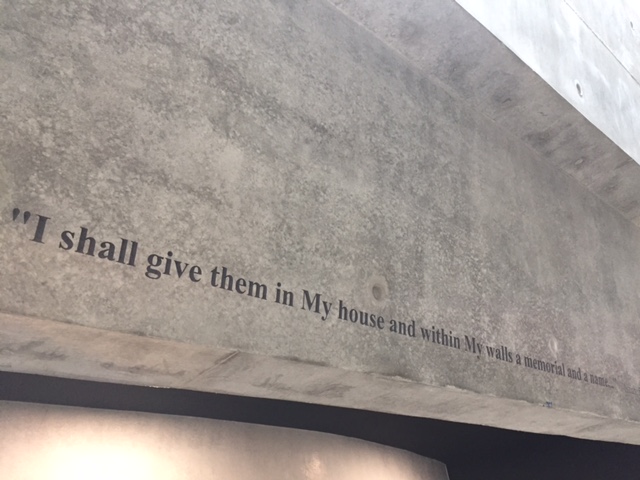 "I shall give them in My house and within My walls a memorial and a name..."